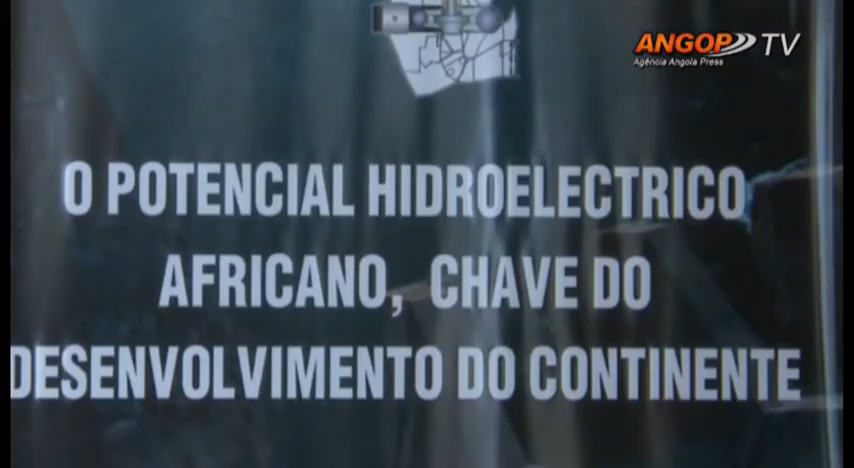 ANGOP TV
Agência Angola Press
O POTENCIAL HIDROELECTRICO
AFRICANO, CHAVE DO
DESENVOLVIMENTO DO CONTINENTE